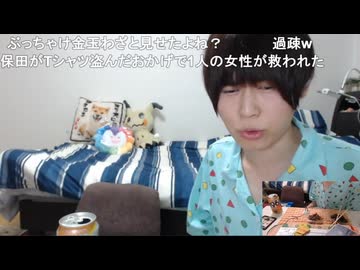 ぶっちゃけ金玉わざと見せたよね？
過疎w
保田がTシャツ盗んだおかげで1人の女性が救われた